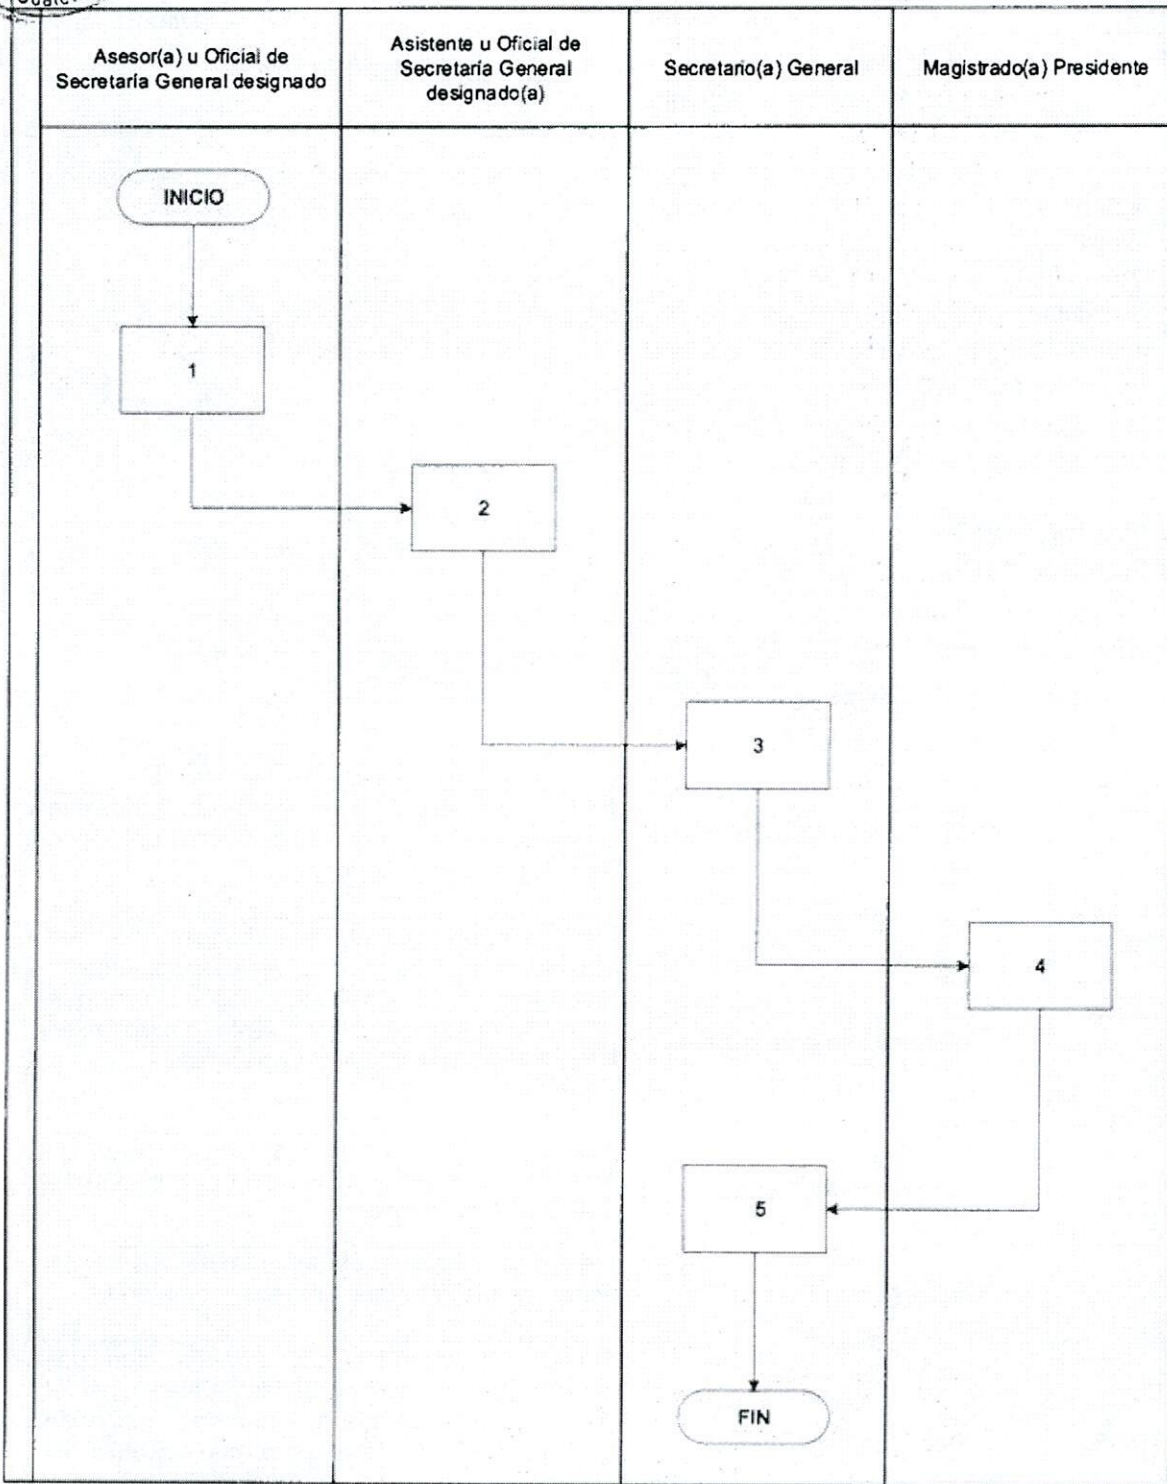 Asesor(a) u Oficial de
Secretaría General designado
Asistente u Oficial de
Secretaría General
designado(a)
Secretario(a) General
Magistrado(a) Presidente
INICIO
1
2
3
4
5
FIN